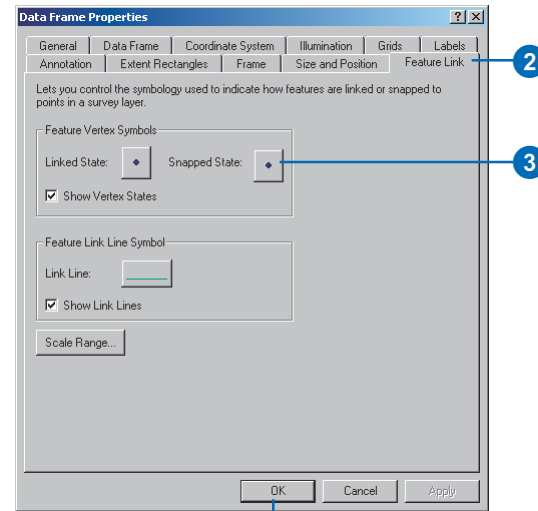 Data Frame Properties
General Data Frame Coordinate System Illumination Grids Labels
Annotation Extent Rectangles Frame Size and Position Feature Link
2
Lets you control the symbology used to indicate how features are linked or snapped to
points in a survey layer.
Feature Vertex Symbols
Linked State: Snapped State:
3
Show Vertex States
Feature Link Line Symbol
Link Line:
Show Link Lines
Scale Range...
OK Cancel Apply